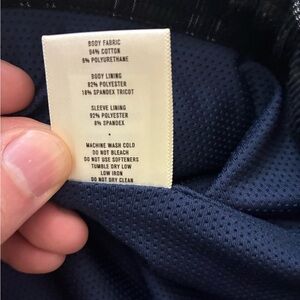 BODY FABRIC
94% COTTON
6% POLYURETHANE
BODY LINING
82% POLYESTER
18% SPANDEX TRICOT
SLEEVE LINING
92% POLYESTER
8% SPANDEX
•
MACHINE WASH COLD
DO NOT BLEACH
DO NOT USE SOFTENERS
TUMBLE DRY LOW
LOW IRON
DO NOT DRY CLEAN